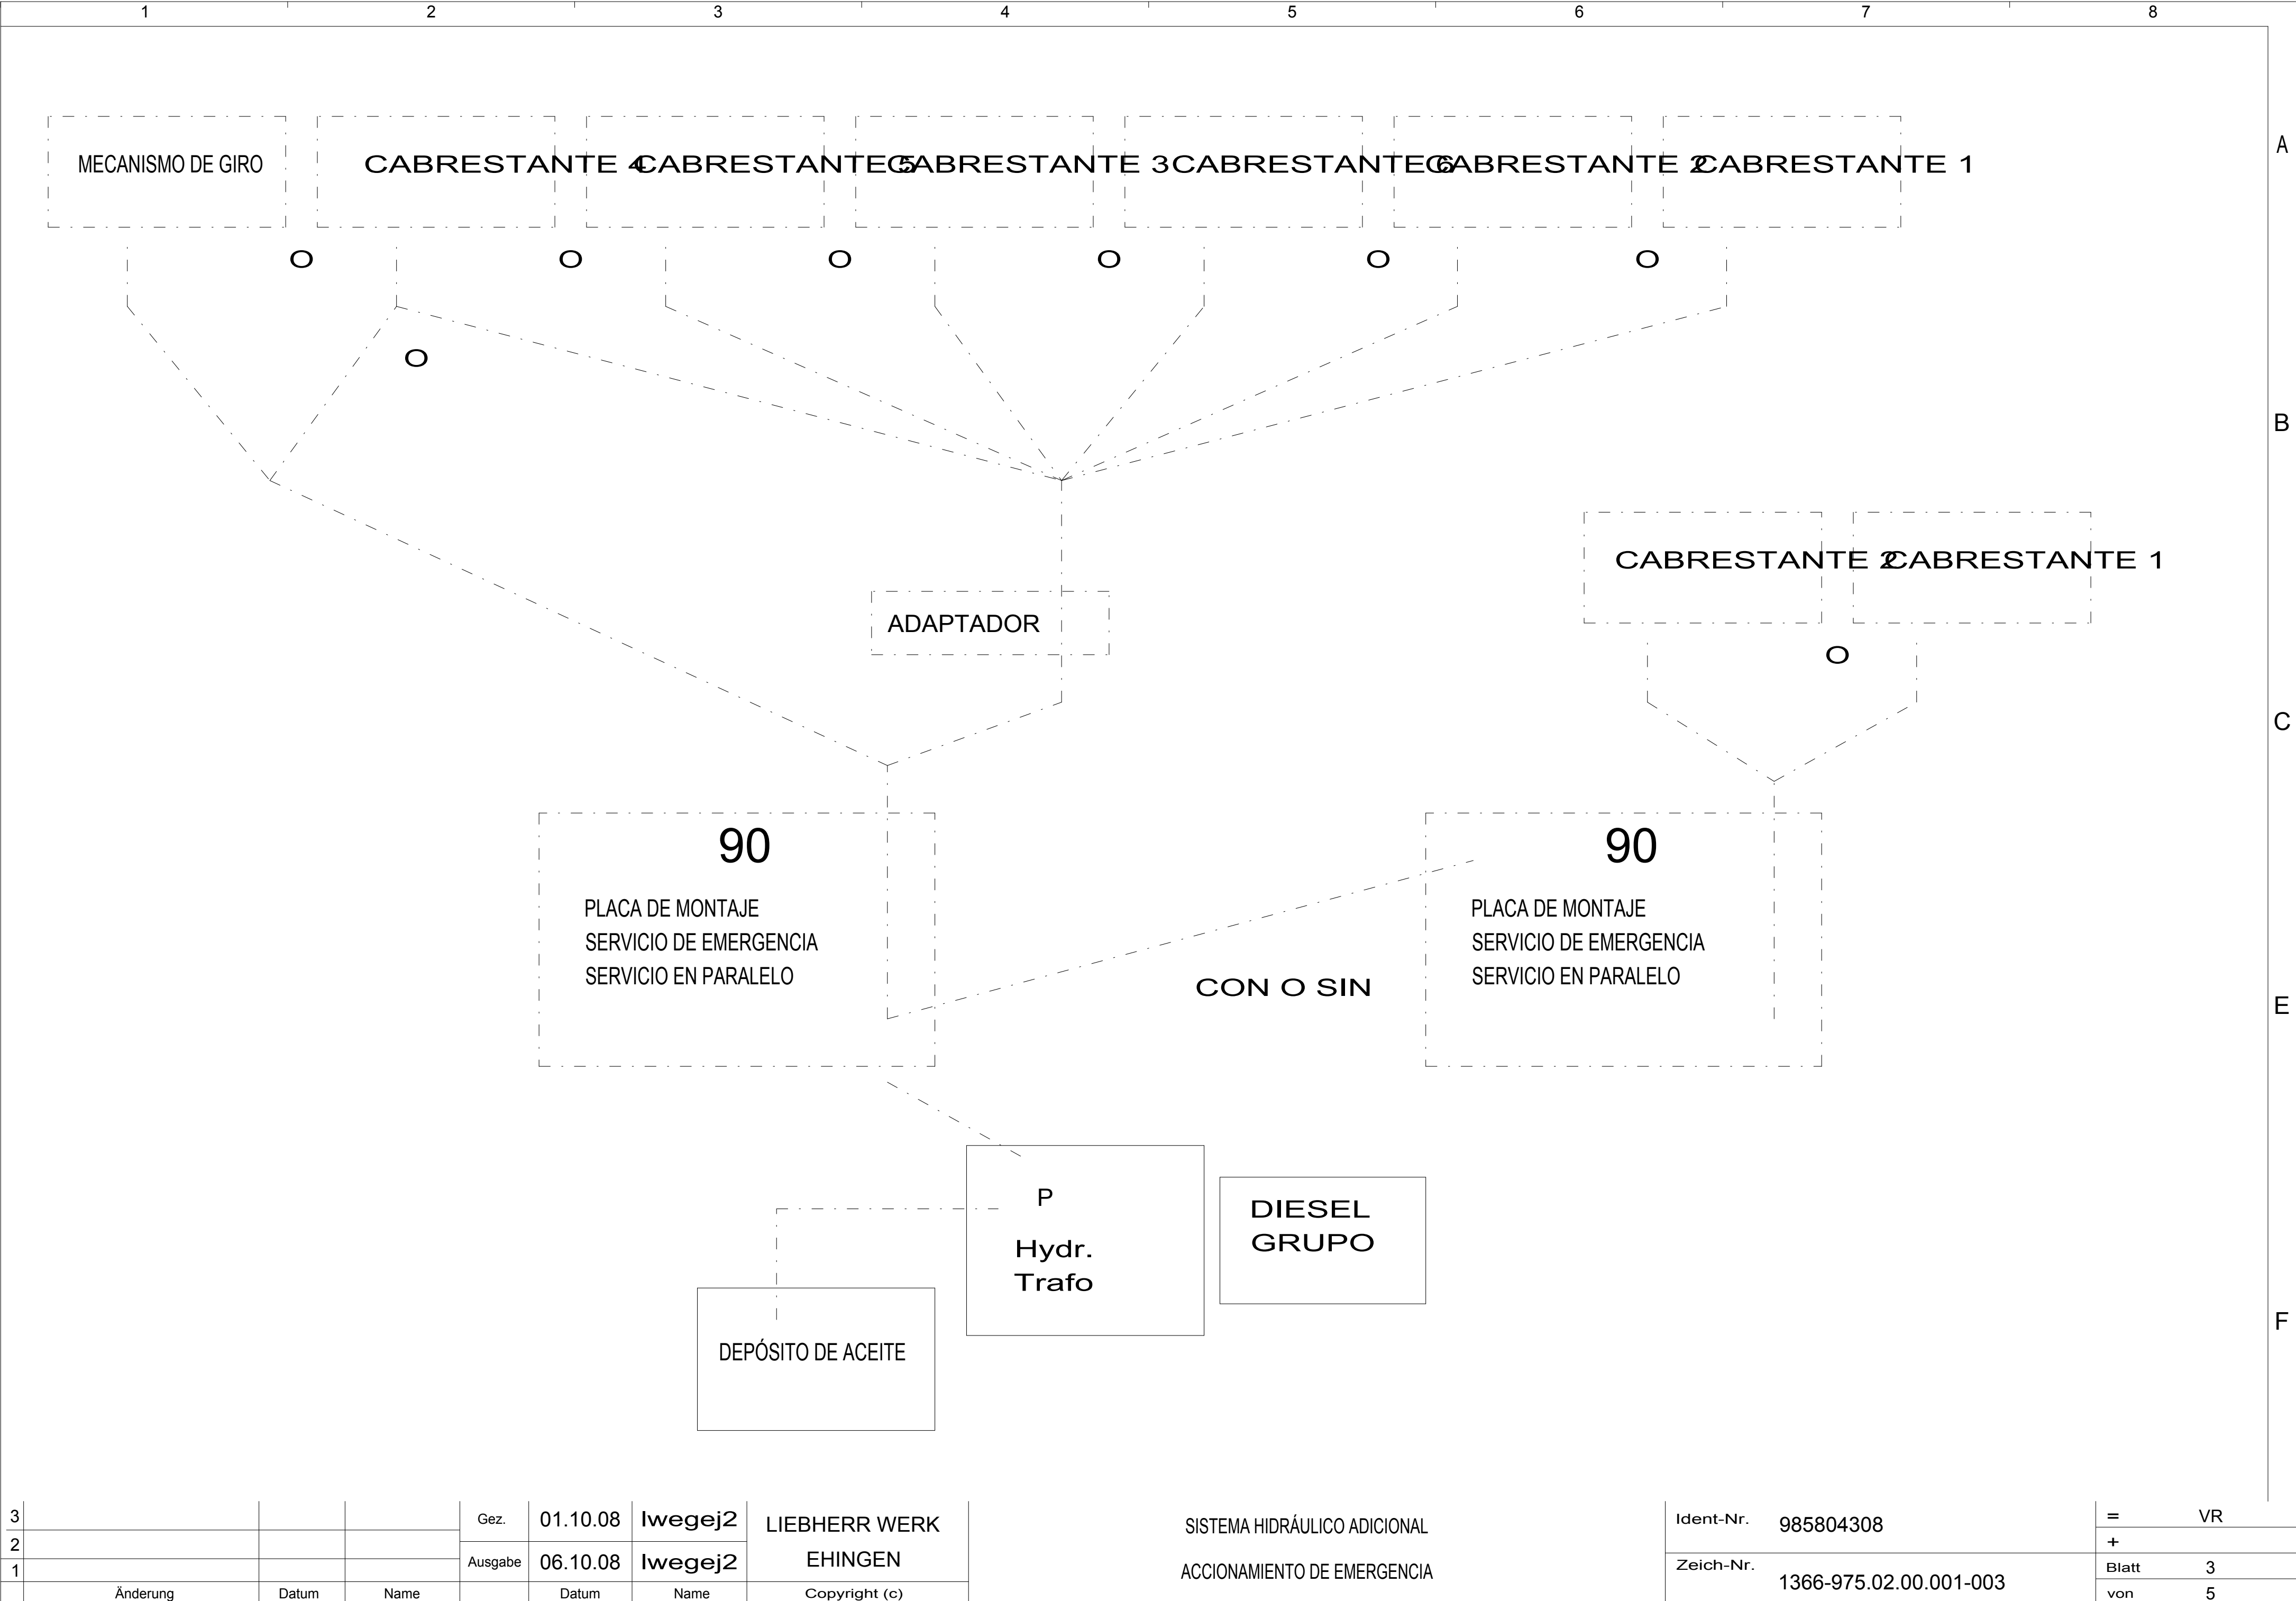 1 2 3 4 5 6 7 8
A
MECANISMO DE GIRO CABRESTANTE 4 CABRESTANTE 5 CABRESTANTE 3 CABRESTANTE 6 CABRESTANTE 2 CABRESTANTE 1
O O O O O O
O
B
CABRESTANTE 2 CABRESTANTE 1
ADAPTADOR
O
C
90
PLACA DE MONTAJE
SERVICIO DE EMERGENCIA
SERVICIO EN PARALELO
CON O SIN
90
PLACA DE MONTAJE
SERVICIO DE EMERGENCIA
SERVICIO EN PARALELO
E
P
Hydr.
Trafo
DIESEL
GRUPO
DEPÓSITO DE ACEITE
F
3
2
1
Änderung Datum Name
Gez. 01.10.08 lwegej2
Ausgabe 06.10.08 lwegej2
Datum Name
LIEBHERR WERK
EHINGEN
Copyright (c)
SISTEMA HIDRÁULICO ADICIONAL
ACCIONAMIENTO DE EMERGENCIA
Ident-Nr. 985804308
Zeich-Nr. 1366-975.02.00.001-003
= VR
+
Blatt 3
von 5